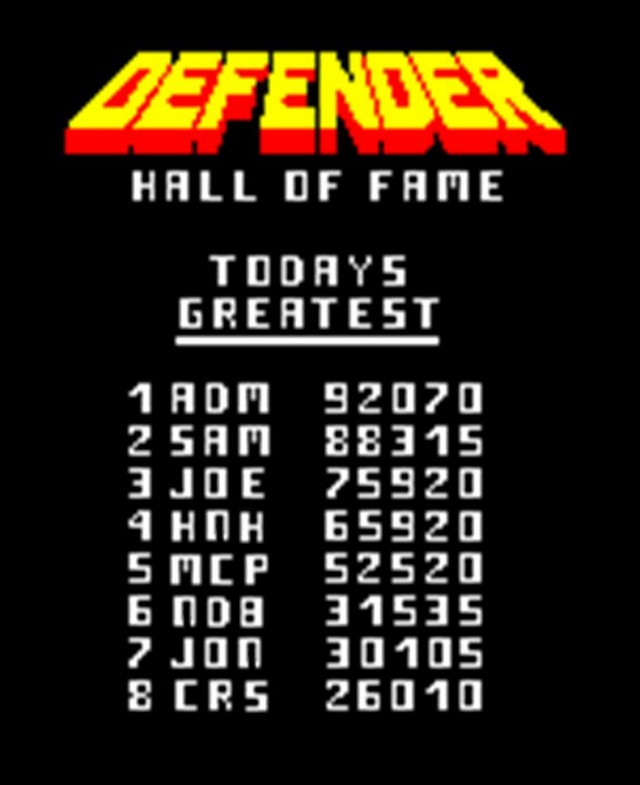 DEFENDER
HALL OF FAME
TODAYS
GREATEST
1 ADM 92070
2 SAM 88315
3 JOE 75920
4 HNH 65920
5 MCP 52520
6 NDB 31535
7 JON 30105
8 CRS 26010